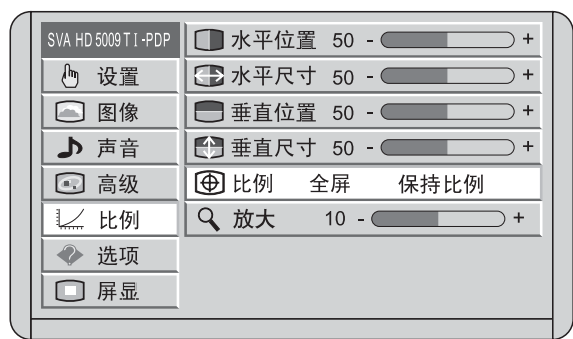 SVA HD 5009 T I -PDP
设置
图像
声音
高级
比例
选项
屏显
水平位置 50 - +
水平尺寸 50 - +
垂直位置 50 - +
垂直尺寸 50 - +
比例 全屏 保持比例
放大 10 - +